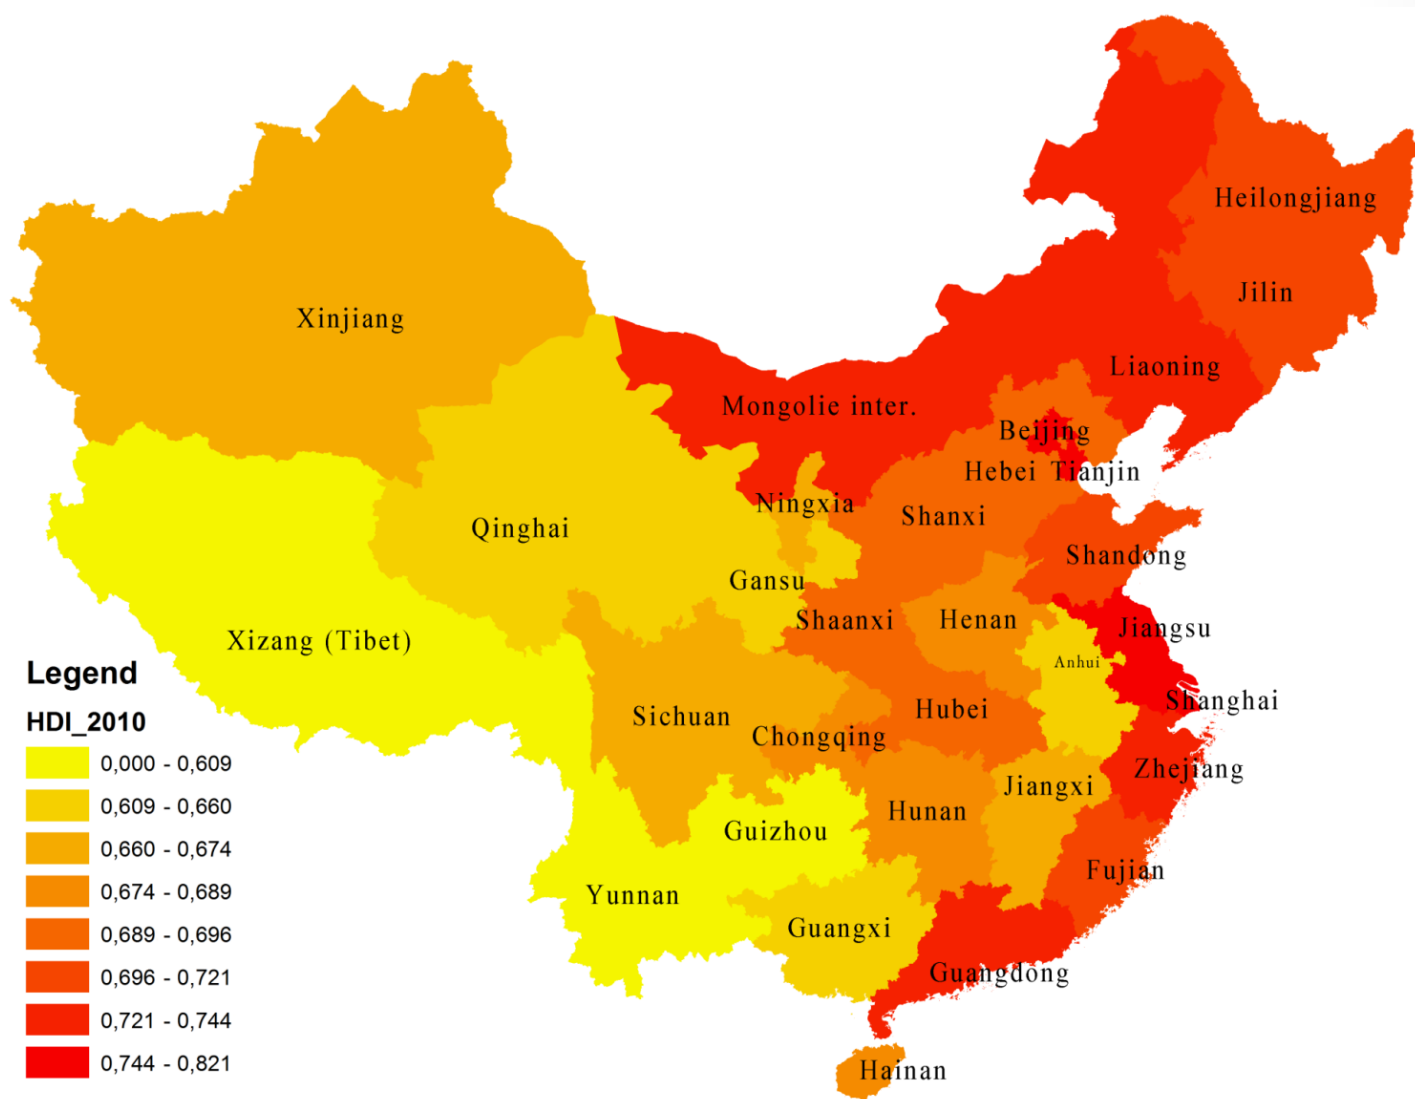 Heilongjiang
Jilin
Xinjiang
Liaoning
Mongolie inter.
Beijing
Hebei
Tianjin
Ningxia
Shanxi
Qinghai
Shandong
Gansu
Shaanxi
Henan
Jiangsu
Xizang (Tibet)
Anhui
Shanghai
Sichuan
Hubei
Chongqing
Zhejiang
Jiangxi
Hunan
Guizhou
Fujian
Yunnan
Guangxi
Guangdong
Hainan
Legend
HDI_2010
0,000 - 0,609
0,609 - 0,660
0,660 - 0,674
0,674 - 0,689
0,689 - 0,696
0,696 - 0,721
0,721 - 0,744
0,744 - 0,821